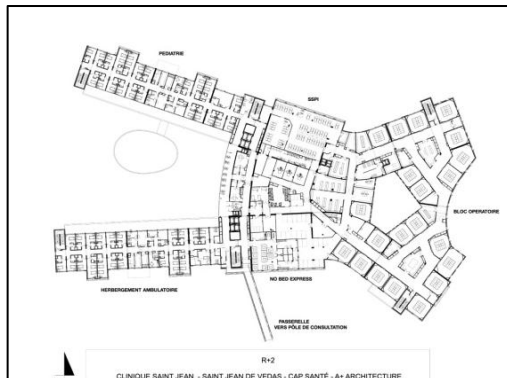 PEDIATRIE
SSPI
BLOC OPERATOIRE
HERBERGEMENT AMBULATOIRE
NO BED EXPRESS
PASSERELLE
VERS PÔLE DE CONSULTATION
R+2
CLINIQUE SAINT JEAN - SAINT JEAN DE VEDAS - CAP SANTÉ - A+ ARCHITECTURE